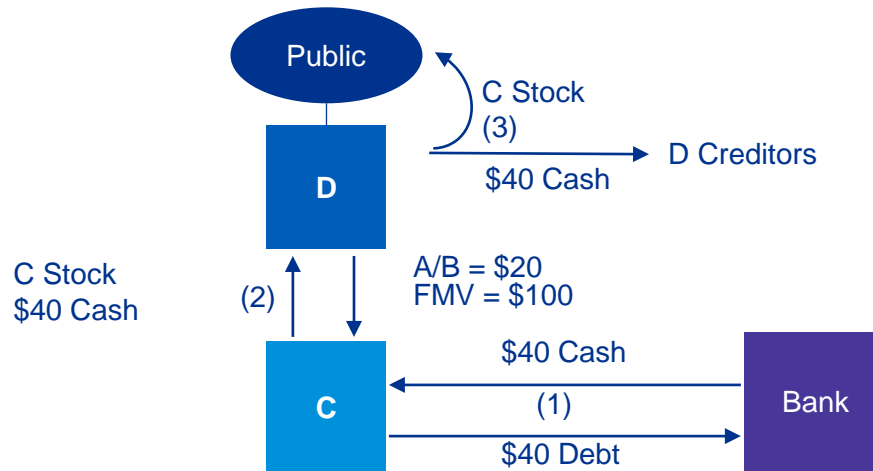 Public
C Stock
(3)
D Creditors
$40 Cash
D
C Stock
$40 Cash
(2)
A/B = $20
FMV = $100
$40 Cash
(1)
C
Bank
$40 Debt